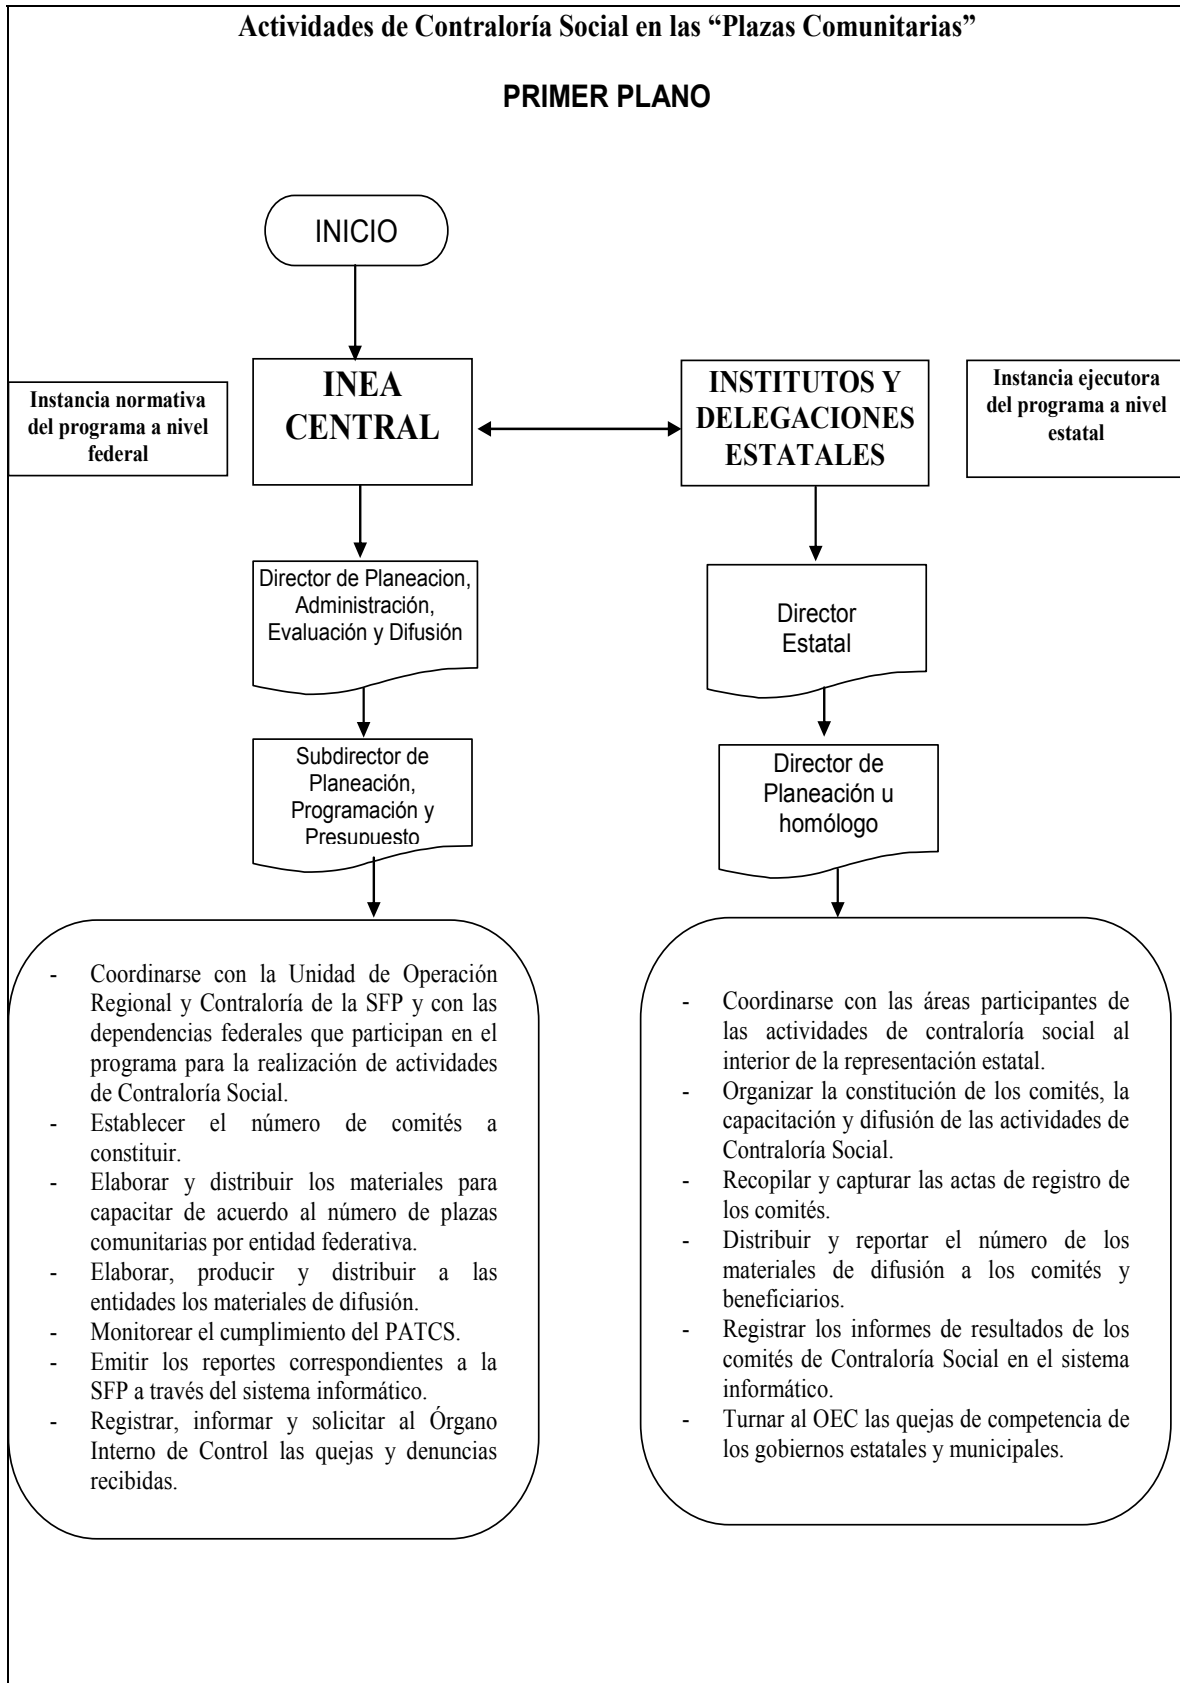 Actividades de Contraloría Social en las “Plazas Comunitarias”
PRIMER PLANO
INICIO
Instancia normativa
del programa a nivel
federal
INEA
CENTRAL
INSTITUTOS Y
DELEGACIONES
ESTATALES
Instancia ejecutora
del programa a nivel
estatal
Director de Planeacion,
Administración,
Evaluación y Difusión
Director
Estatal
Subdirector de
Planeación,
Programación y
Presupuesto
Director de
Planeación u
homólogo
- Coordinarse con la Unidad de Operación
Regional y Contraloría de la SFP y con las
dependencias federales que participan en el
programa para la realización de actividades
de Contraloría Social.
- Establecer el número de comités a
constituir.
- Elaborar y distribuir los materiales para
capacitar de acuerdo al número de plazas
comunitarias por entidad federativa.
- Elaborar, producir y distribuir a las
entidades los materiales de difusión.
- Monitorear el cumplimiento del PATCS.
- Emitir los reportes correspondientes a la
SFP a través del sistema informático.
- Registrar, informar y solicitar al Órgano
Interno de Control las quejas y denuncias
recibidas.
- Coordinarse con las áreas participantes de
las actividades de contraloría social al
interior de la representación estatal.
- Organizar la constitución de los comités, la
capacitación y difusión de las actividades de
Contraloría Social.
- Recopilar y capturar las actas de registro de
los comités.
- Distribuir y reportar el número de los
materiales de difusión a los comités y
beneficiarios.
- Registrar los informes de resultados de los
comités de Contraloría Social en el sistema
informático.
- Turnar al OEC las quejas de competencia de
los gobiernos estatales y municipales.